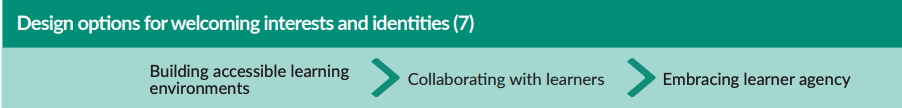 Design options for welcoming interests and identities (7)
Building accessible learning
environments
Collaborating with learners
Embracing learner agency